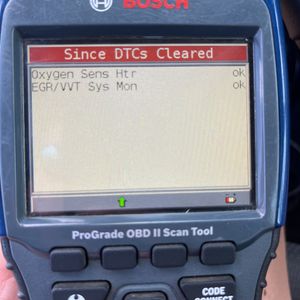 BOSCH
Since DTCs Cleared
Oxygen Sens Htr ok
EGR/VVT Sys Mon ok
ProGrade OBD II Scan Tool
CODE
CONNECT